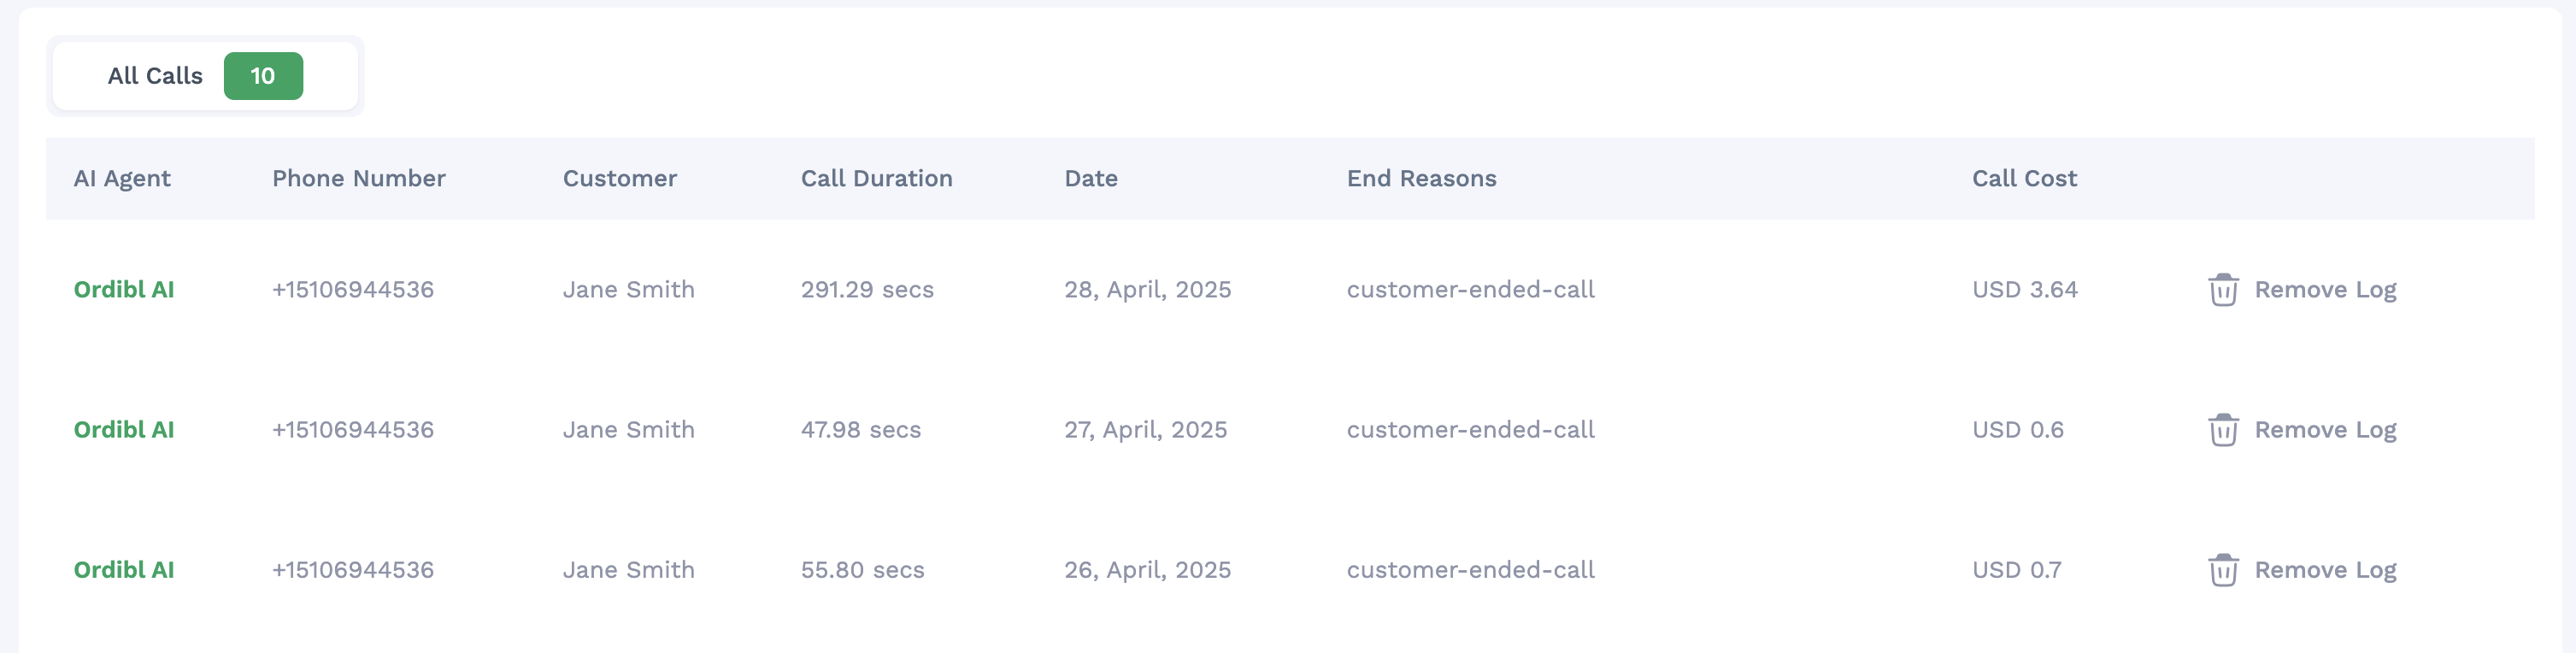 All Calls 10
AI Agent Phone Number Customer Call Duration Date End Reasons Call Cost
Ordibl AI +15106944536 Jane Smith 291.29 secs 28, April, 2025 customer-ended-call USD 3.64 Remove Log
Ordibl AI +15106944536 Jane Smith 47.98 secs 27, April, 2025 customer-ended-call USD 0.6 Remove Log
Ordibl AI +15106944536 Jane Smith 55.80 secs 26, April, 2025 customer-ended-call USD 0.7 Remove Log